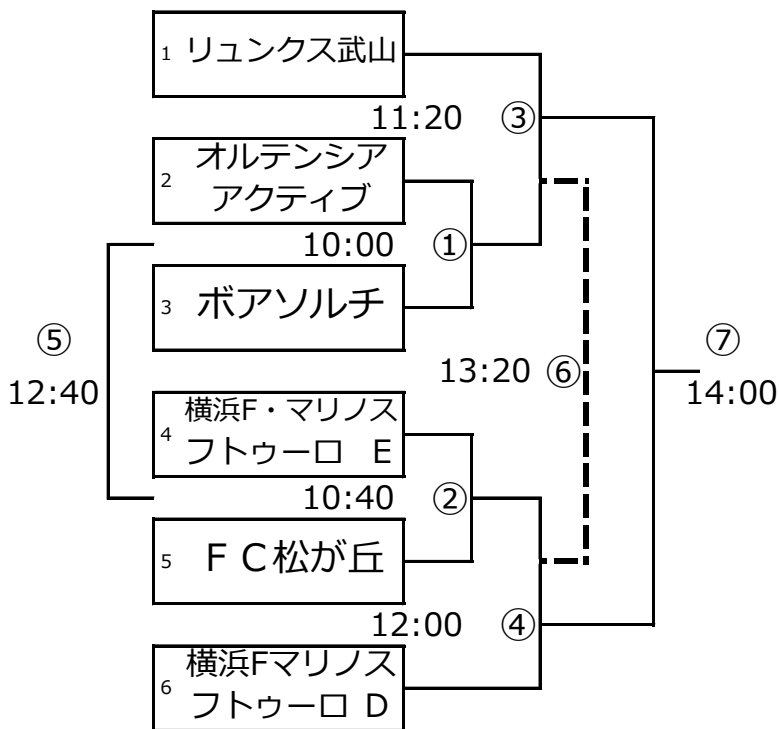 1 リュンクス武山
11:20 ③
2 オルテンシア
アクティブ
10:00 ①
3 ボアソルチ
⑤
12:40
13:20 ⑥
⑦
14:00
4 横浜F・マリノス
フトゥーロ E
10:40 ②
5 ＦＣ松が丘
12:00 ④
6 横浜Fマリノス
フトゥーロ D